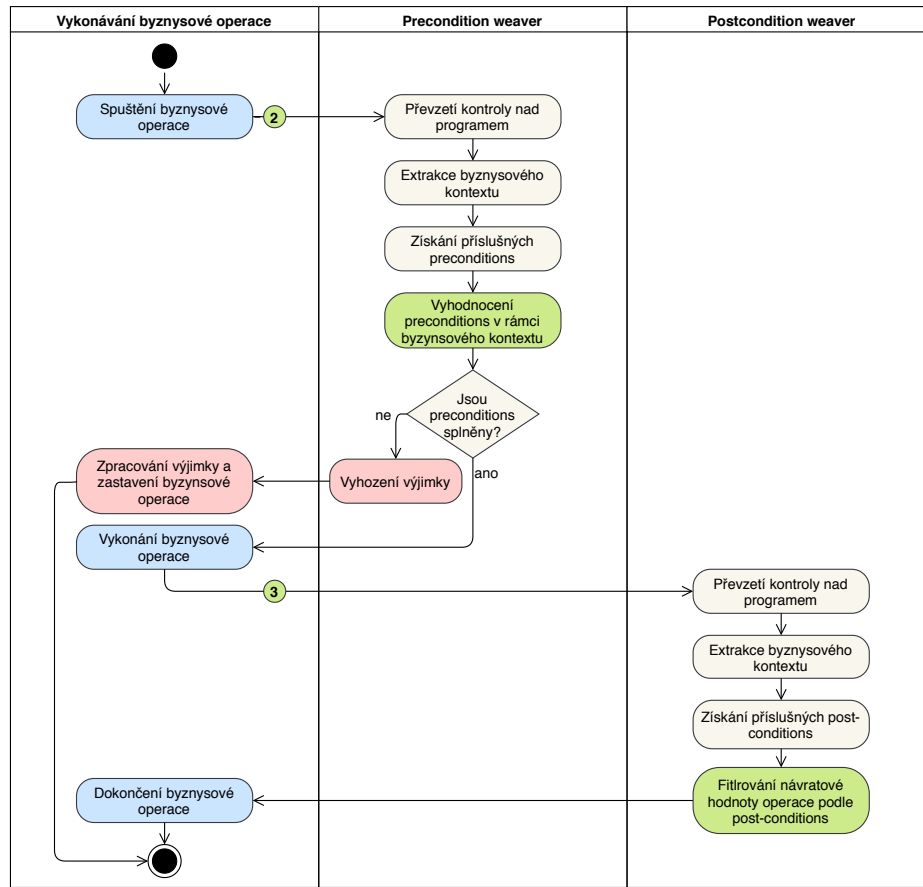 Vykonávání byznysové operace
Precondition weaver
Postcondition weaver
Spuštění byznysové
operace
2
Převzetí kontroly nad
programem
Extrakce byznysového
kontextu
Získání příslušných
preconditions
Vyhodnocení
preconditions v rámci
byzynsového kontextu
Jsou
preconditions
splněny?
ne
ano
Vyhození výjimky
Zpracování výjimky a
zastavení byzynsové
operace
Vykonání byznysové
operace
3
Převzetí kontroly nad
programem
Extrakce byznysového
kontextu
Získání příslušných post-
conditions
Fitlrování návratové
hodnoty operace podle
post-conditions
Dokončení byznysové
operace